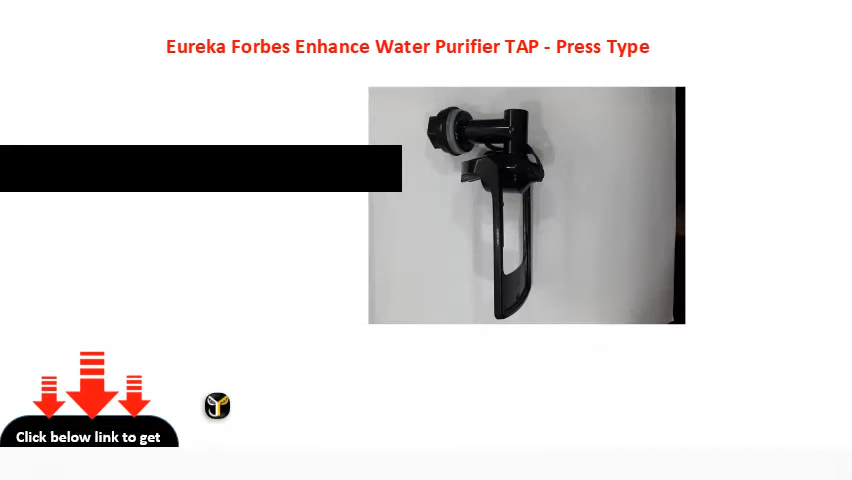 Eureka Forbes Enhance Water Purifier TAP - Press Type
Click below link to get